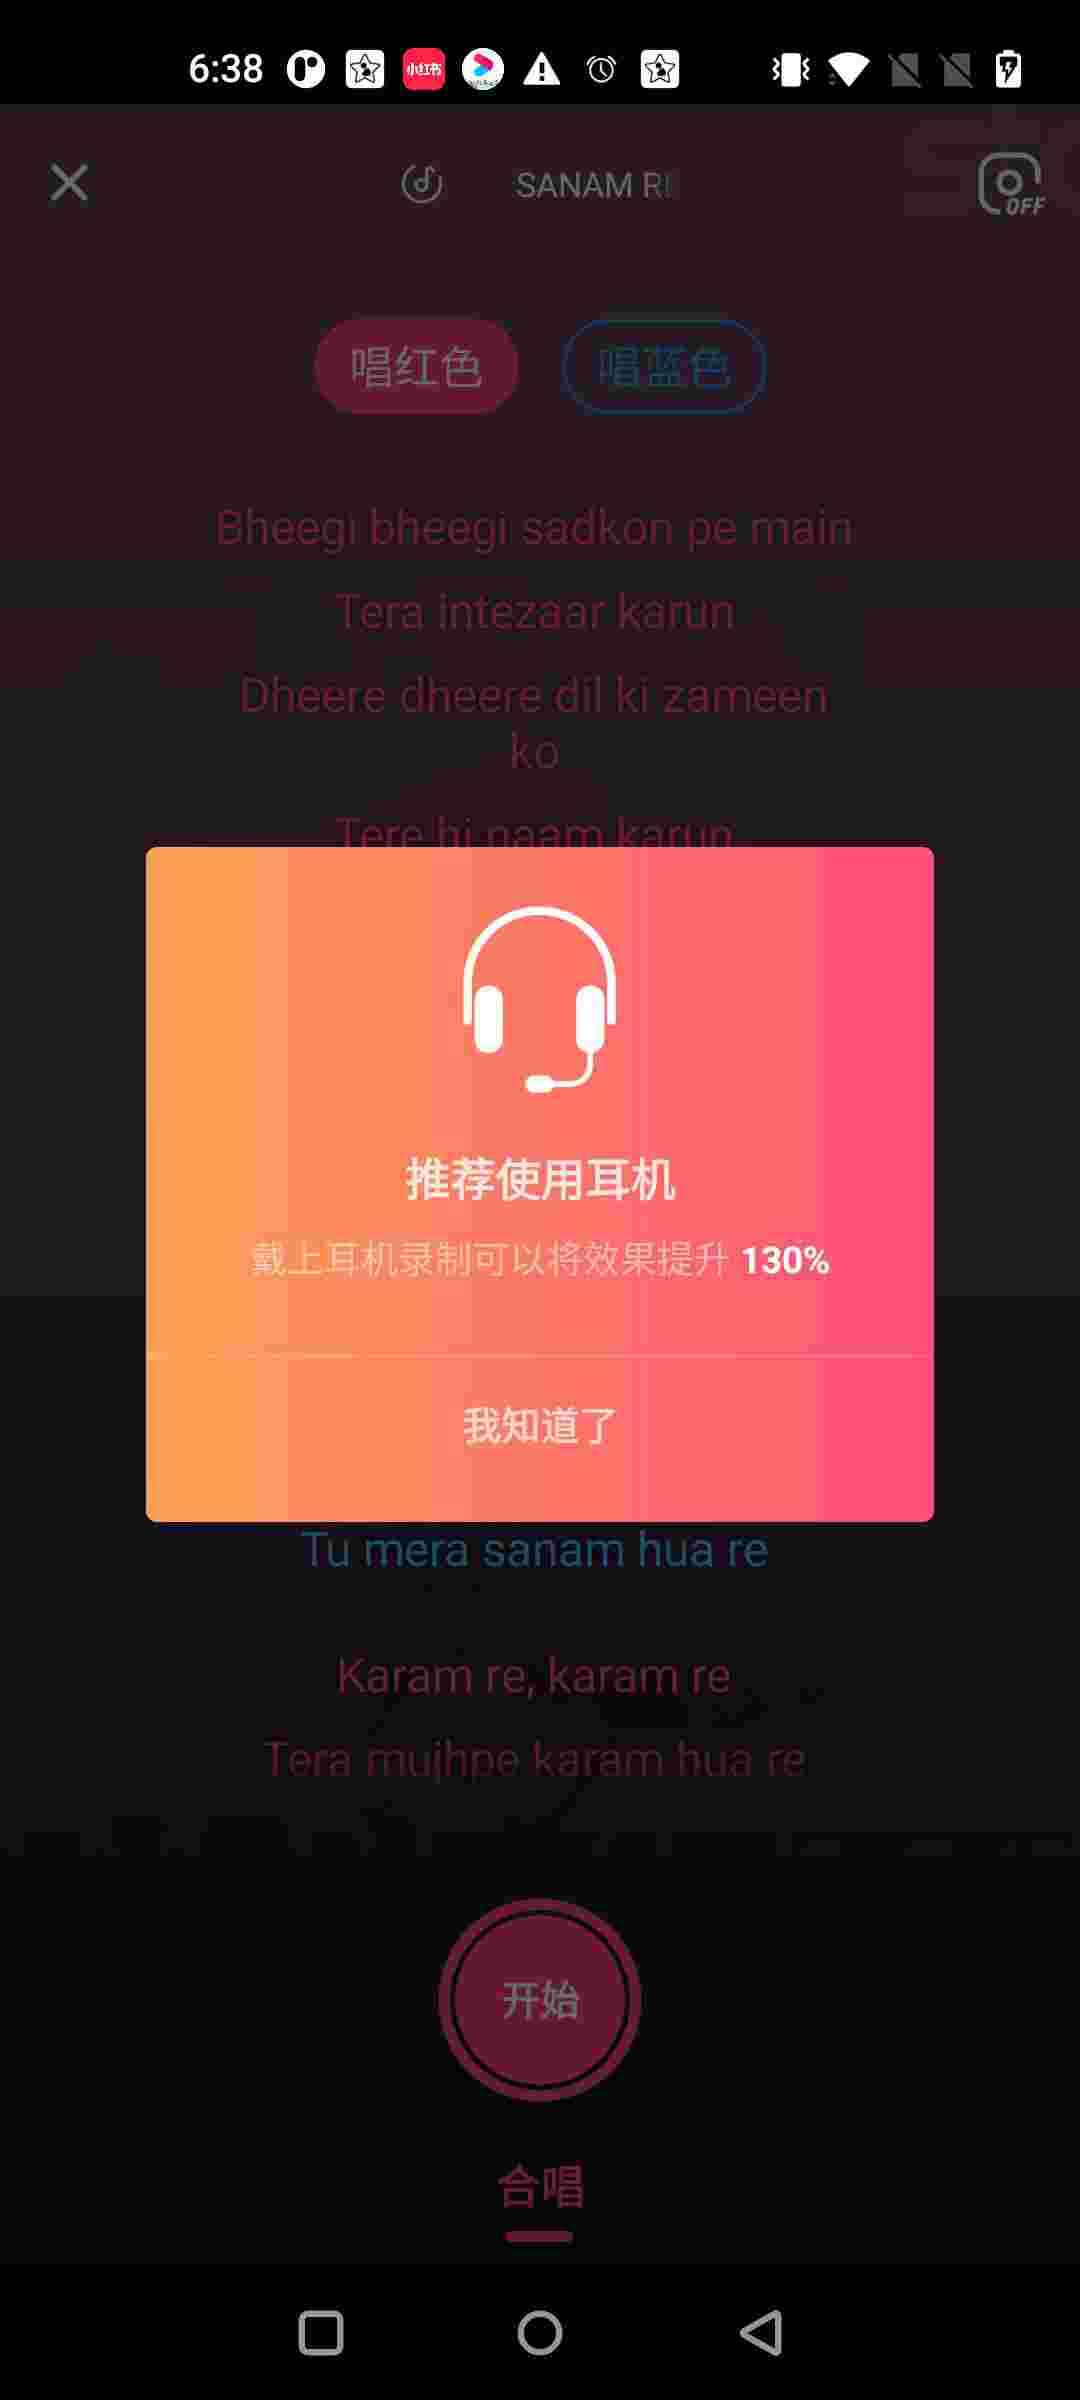 6:38
小红书
SANAM R
OFF
唱红色
唱蓝色
Bheegi bheegi sadkon pe main
Tera intezaar karun
Dheere dheere dil ki zameen
ko
Tere hi naam karun
推荐使用耳机
戴上耳机录制可以将效果提升 130%
我知道了
Tu mera sanam hua re
Karam re, karam re
Tera mujhpe karam hua re
开始
合唱